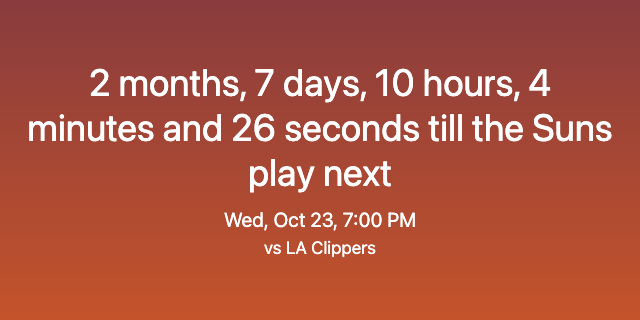 2 months, 7 days, 10 hours, 4
minutes and 26 seconds till the Suns
play next
Wed, Oct 23, 7:00 PM
vs LA Clippers